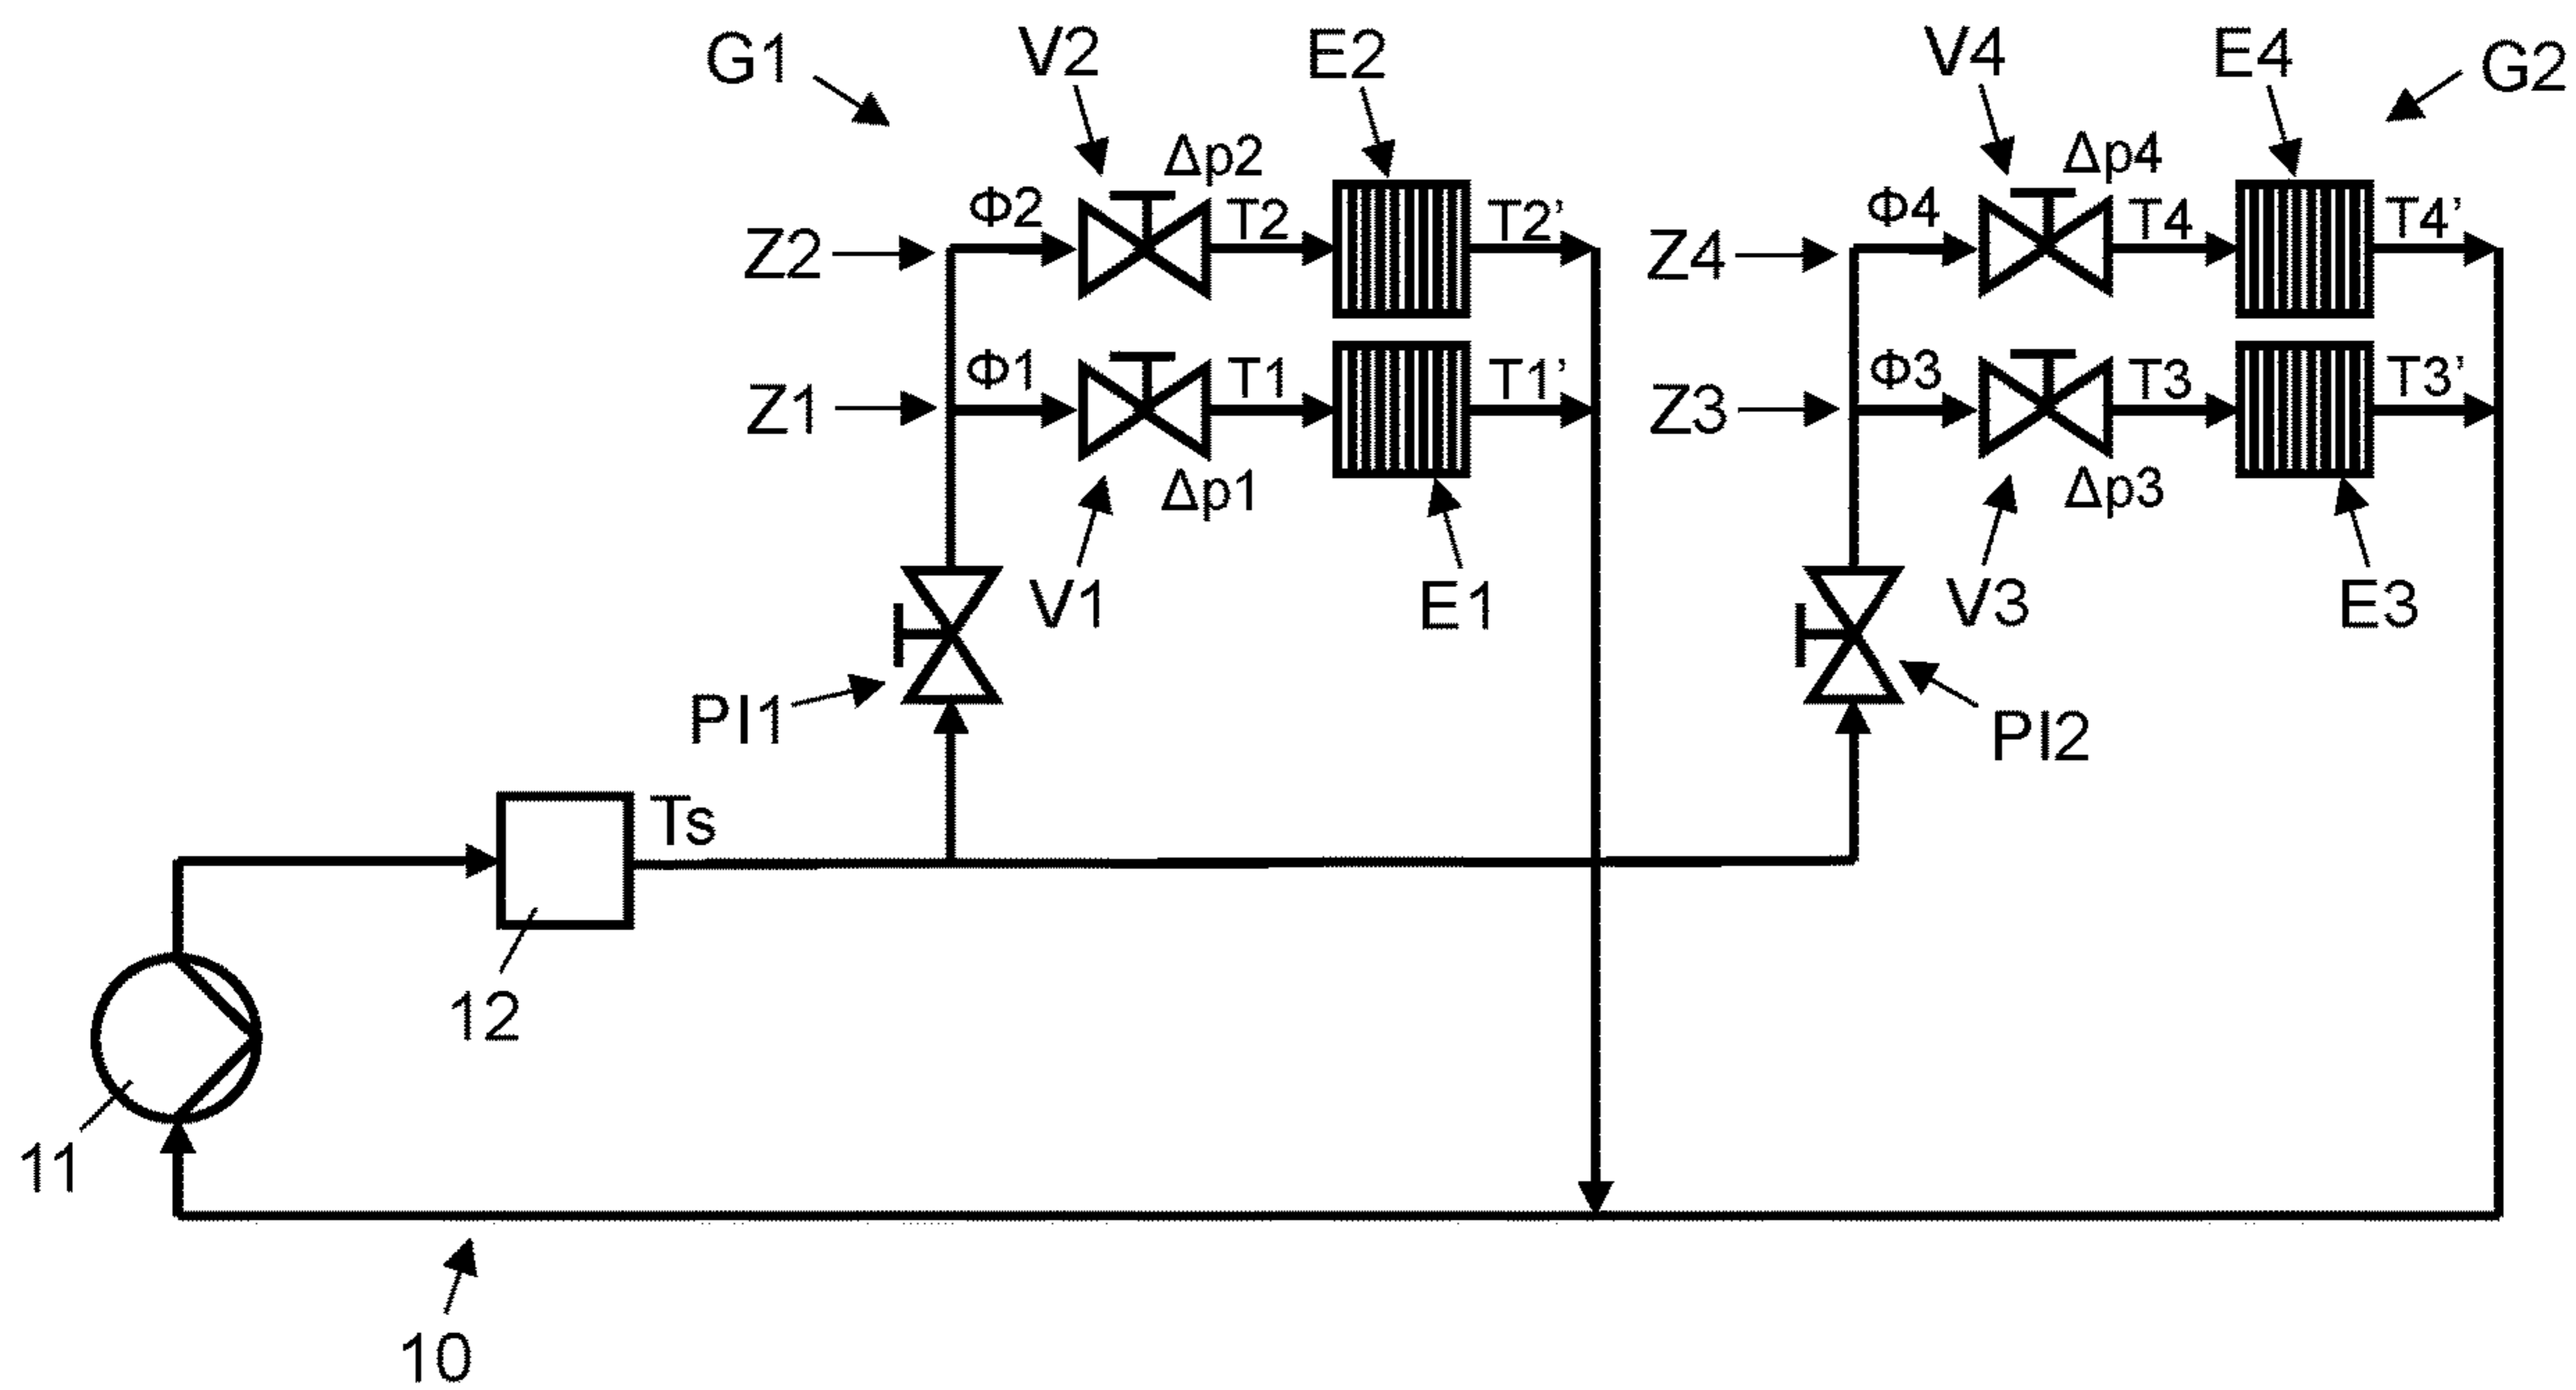 G1 V2 E2 V4 E4 G2
Δp2 Δp4
Φ2 T2 T2’ Φ4 T4 T4’
Z2 Z4
Φ1 T1 T1’ Φ3 T3 T3’
Z1 Z3
Δp1 Δp3
V1 E1 V3 E3
PI1 PI2
Ts
12
11
10